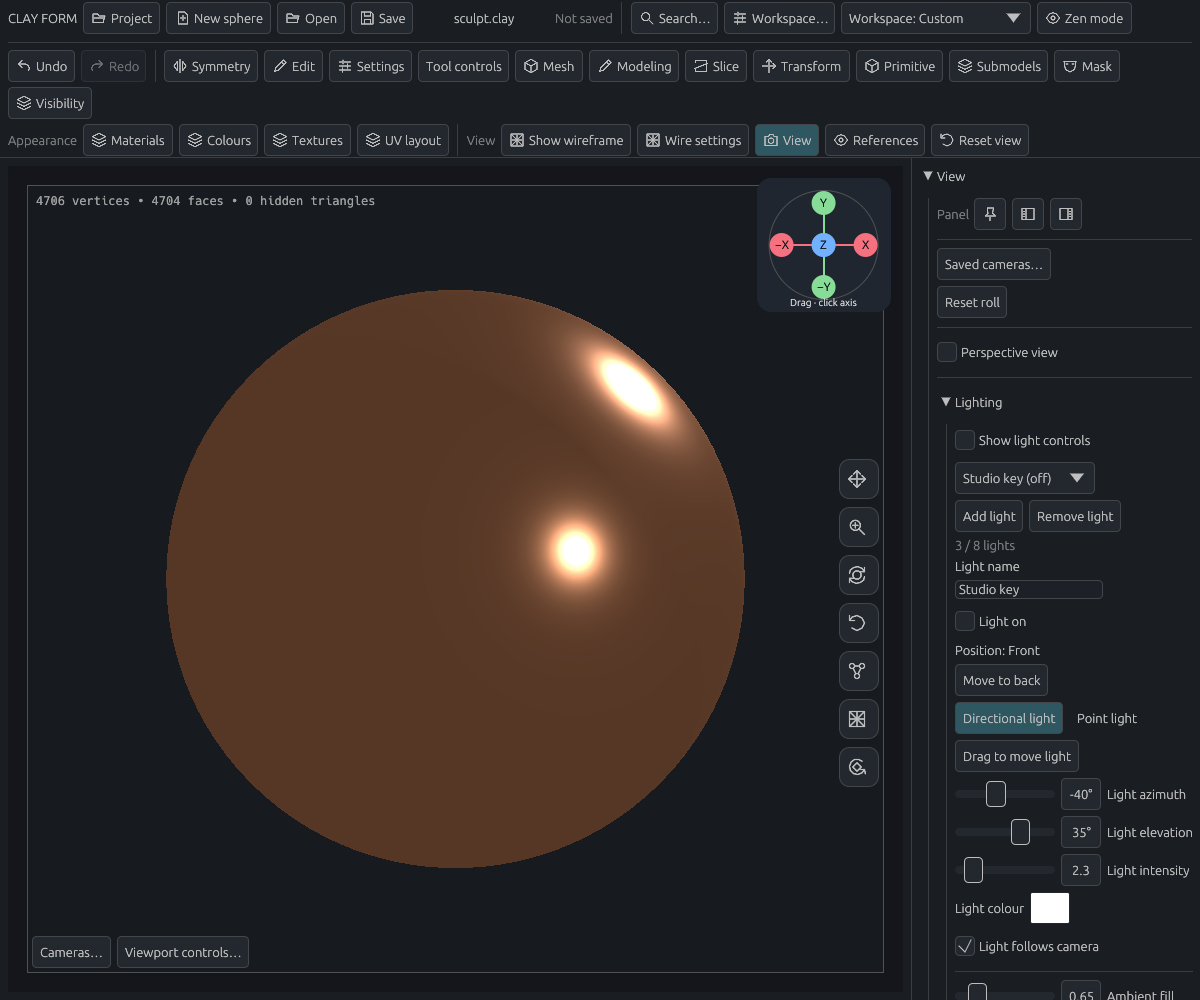 CLAY FORM Project New sphere Open Save sculpt.clay Not saved Search... Workspace... Workspace: Custom Zen mode
Undo Redo Symmetry Edit Settings Tool controls Mesh Modeling Slice Transform Primitive Submodels Mask
Visibility
Appearance Materials Colours Textures UV layout View Show wireframe Wire settings View References Reset view
4706 vertices • 4704 faces • 0 hidden triangles
Y
-X Z X
-Y
Drag · click axis
Cameras... Viewport controls...
View
Panel
Saved cameras...
Reset roll
Perspective view
Lighting
Show light controls
Studio key (off)
Add light Remove light
3 / 8 lights
Light name
Studio key
Light on
Position: Front
Move to back
Directional light Point light
Drag to move light
-40° Light azimuth
35° Light elevation
2.3 Light intensity
Light colour
Light follows camera
0.65 Ambient fill